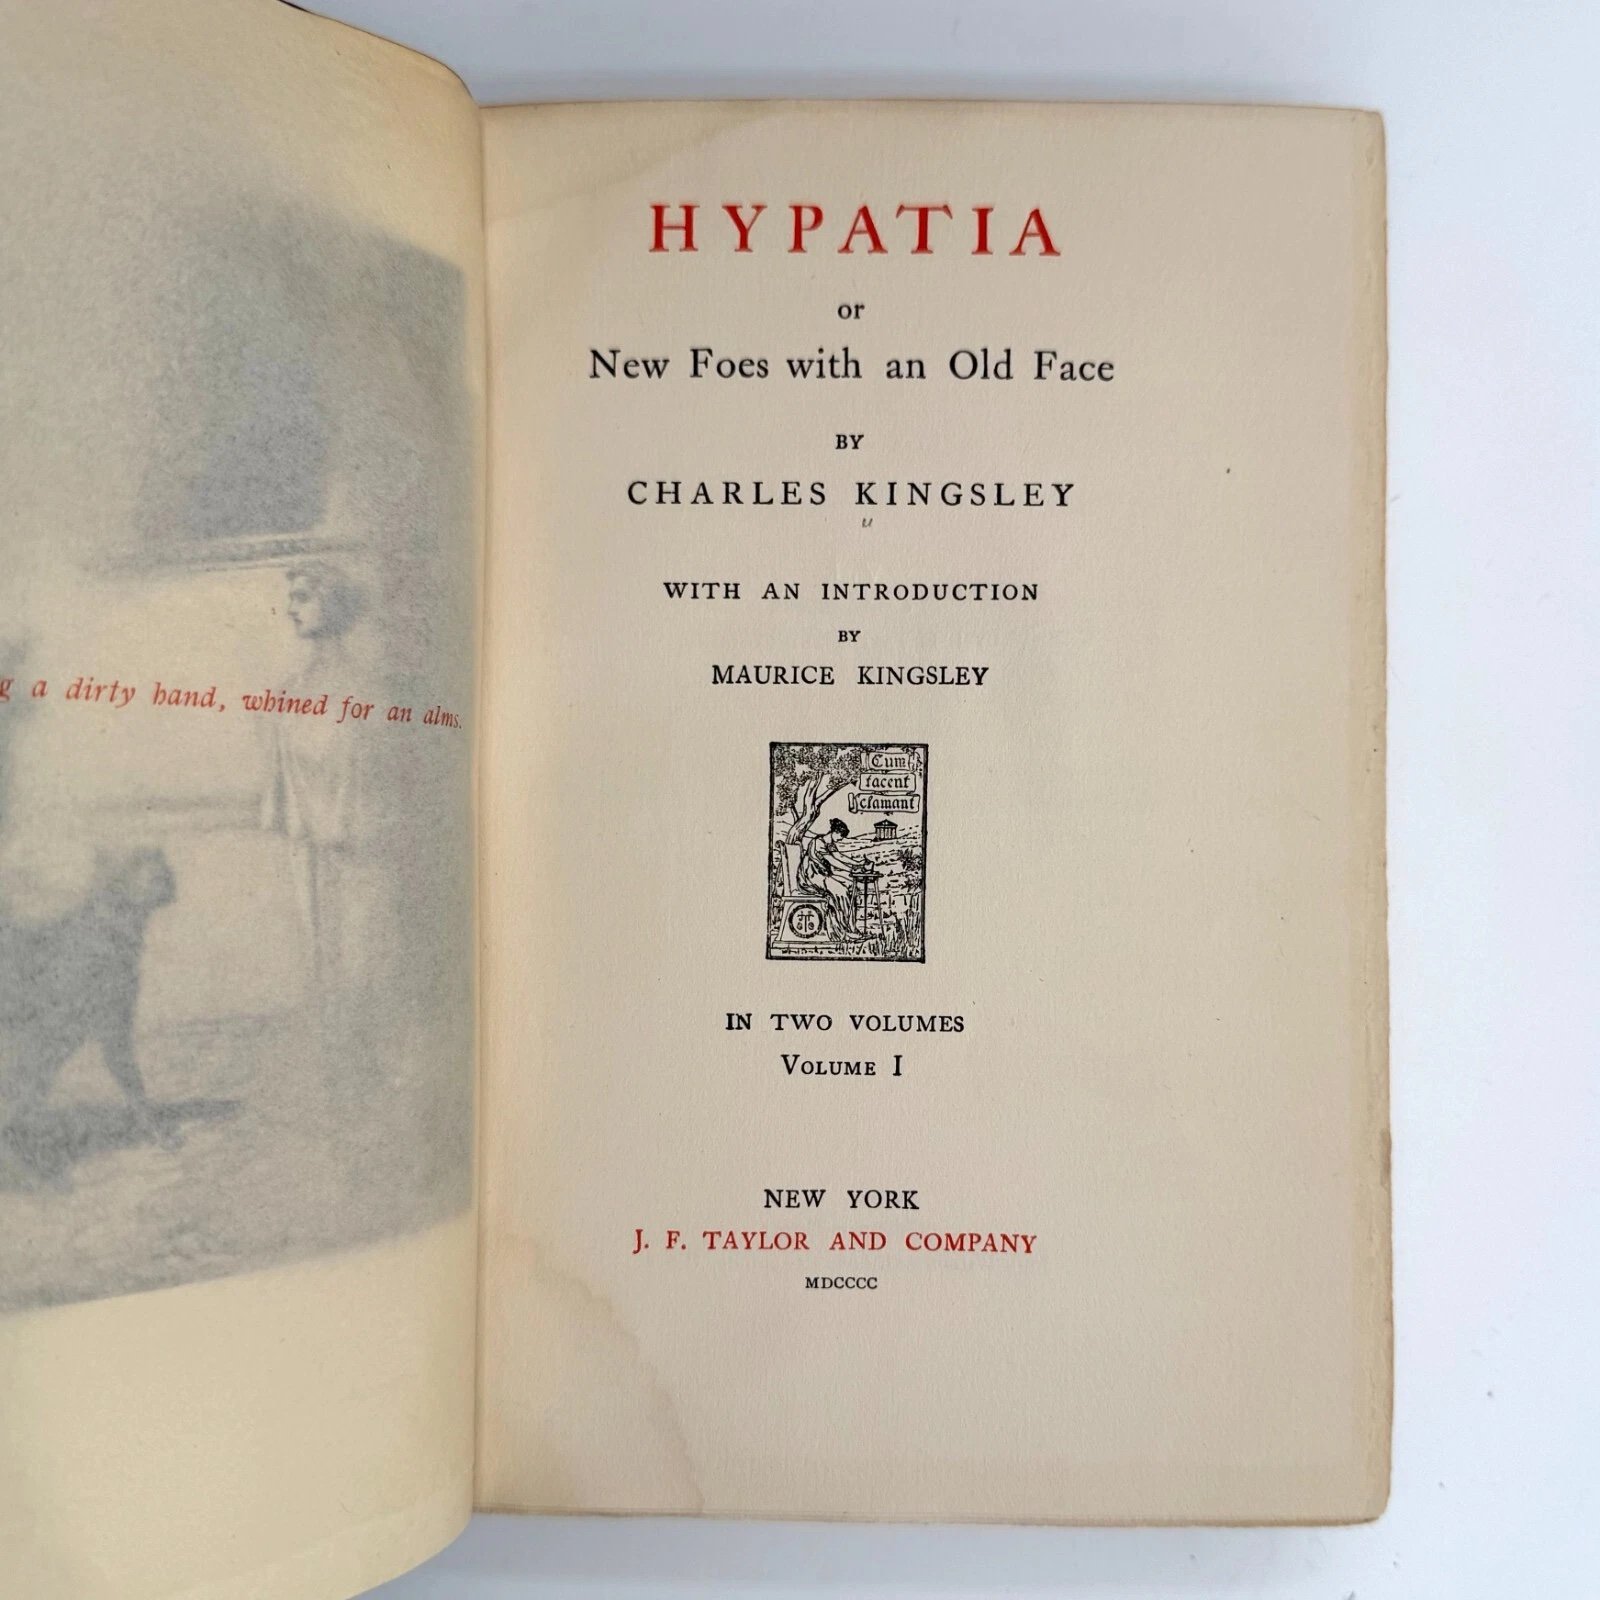 g a dirty hand, whined for an alms.
HYPATIA
or
New Foes with an Old Face
BY
CHARLES KINGSLEY
WITH AN INTRODUCTION
BY
MAURICE KINGSLEY
Cum
tacent
clamant
IN TWO VOLUMES
VOLUME I
NEW YORK
J. F. TAYLOR AND COMPANY
MDCCCC